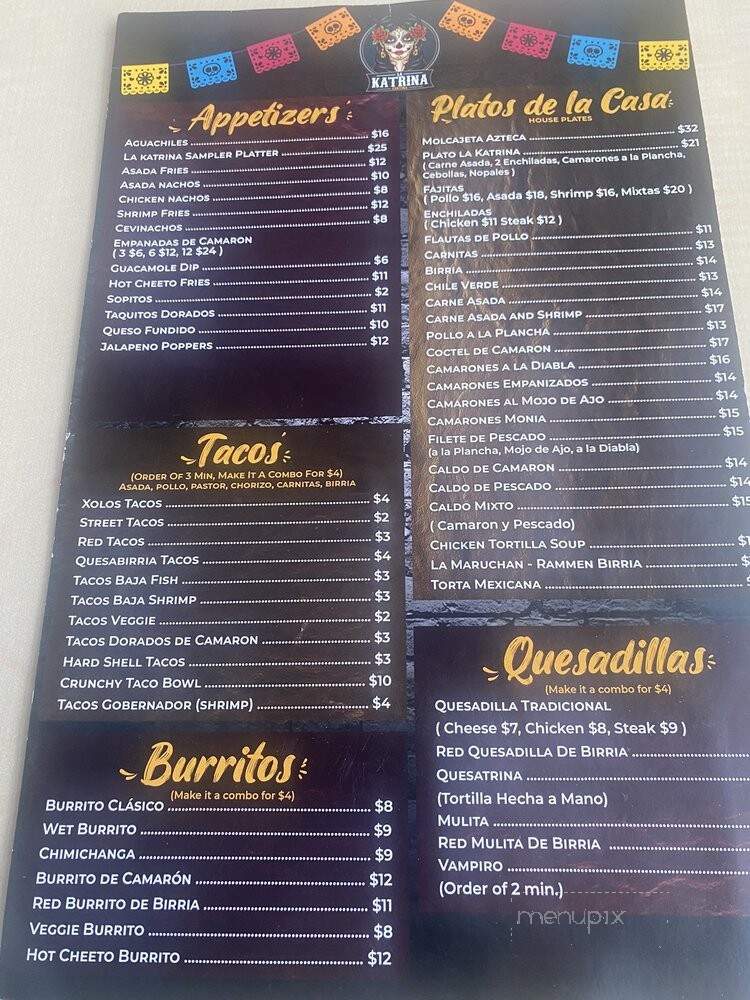 LA
KATRINA
Appetizers
AGUACHILES $16
LA KATRINA SAMPLER PLATTER $25
ASADA FRIES $12
ASADA NACHOS $10
CHICKEN NACHOS $8
SHRIMP FRIES $12
CEVINACHOS $8
EMPANADAS DE CAMARON
( 3 $6, 6 $12, 12 $24 )
GUACAMOLE DIP $6
HOT CHEETO FRIES $11
SOPITOS $2
TAQUITOS DORADOS $11
QUESO FUNDIDO $10
JALAPENO POPPERS $12
Tacos
(ORDER OF 3 MIN, MAKE IT A COMBO FOR $4)
ASADA, POLLO, PASTOR, CHORIZO, CARNITAS, BIRRIA
XOLOS TACOS $4
STREET TACOS $2
RED TACOS $3
QUESABIRRIA TACOS $4
TACOS BAJA FISH $3
TACOS BAJA SHRIMP $3
TACOS VEGGIE $2
TACOS DORADOS DE CAMARON $3
HARD SHELL TACOS $3
CRUNCHY TACO BOWL $10
TACOS GOBERNADOR (SHRIMP) $4
Burritos
(Make it a combo for $4)
BURRITO CLÁSICO $8
WET BURRITO $9
CHIMICHANGA $9
BURRITO DE CAMARÓN $12
RED BURRITO DE BIRRIA $11
VEGGIE BURRITO $8
HOT CHEETO BURRITO $12
Platos de la Casa
HOUSE PLATES
MOLCAJETA AZTECA $32
PLATO LA KATRINA $21
( Carne Asada, 2 Enchiladas, Camarones a la Plancha,
Cebollas, Nopales )
FAJITAS
( Pollo $16, Asada $18, Shrimp $16, Mixtas $20 )
ENCHILADAS
( Chicken $11 Steak $12 )
FLAUTAS DE POLLO $11
CARNITAS $13
BIRRIA $14
CHILE VERDE $13
CARNE ASADA $14
CARNE ASADA AND SHRIMP $17
POLLO A LA PLANCHA $13
COCTEL DE CAMARON $17
CAMARONES A LA DIABLA $16
CAMARONES EMPANIZADOS $14
CAMARONES AL MOJO DE AJO $14
CAMARONES MONIA $15
FILETE DE PESCADO $15
(a la Plancha, Mojo de Ajo, a la Diabla)
CALDO DE CAMARON $14
CALDO DE PESCADO $14
CALDO MIXTO $15
( Camaron y Pescado)
CHICKEN TORTILLA SOUP
LA MARUCHAN - RAMMEN BIRRIA
TORTA MEXICANA
Quesadillas
(Make it a combo for $4)
QUESADILLA TRADICIONAL
( Cheese $7, Chicken $8, Steak $9 )
RED QUESADILLA DE BIRRIA
QUESATRINA
(Tortilla Hecha a Mano)
MULITA
RED MULITA DE BIRRIA
VAMPIRO
(Order of 2 min.)
menupix